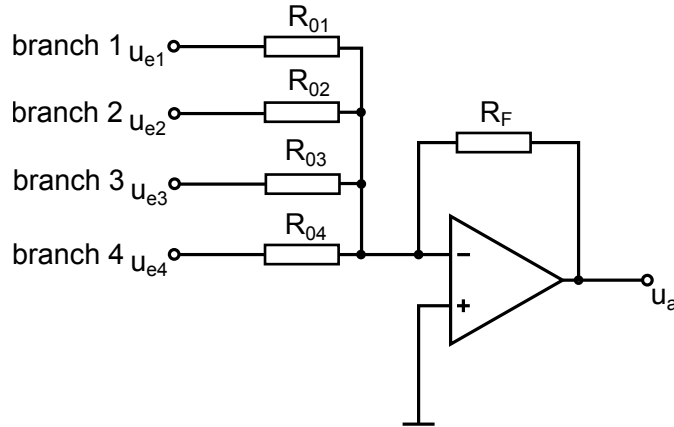 R01
branch 1 ue1
R02
branch 2 ue2
RF
R03
branch 3 ue3
R04
branch 4 ue4
−
+
ua